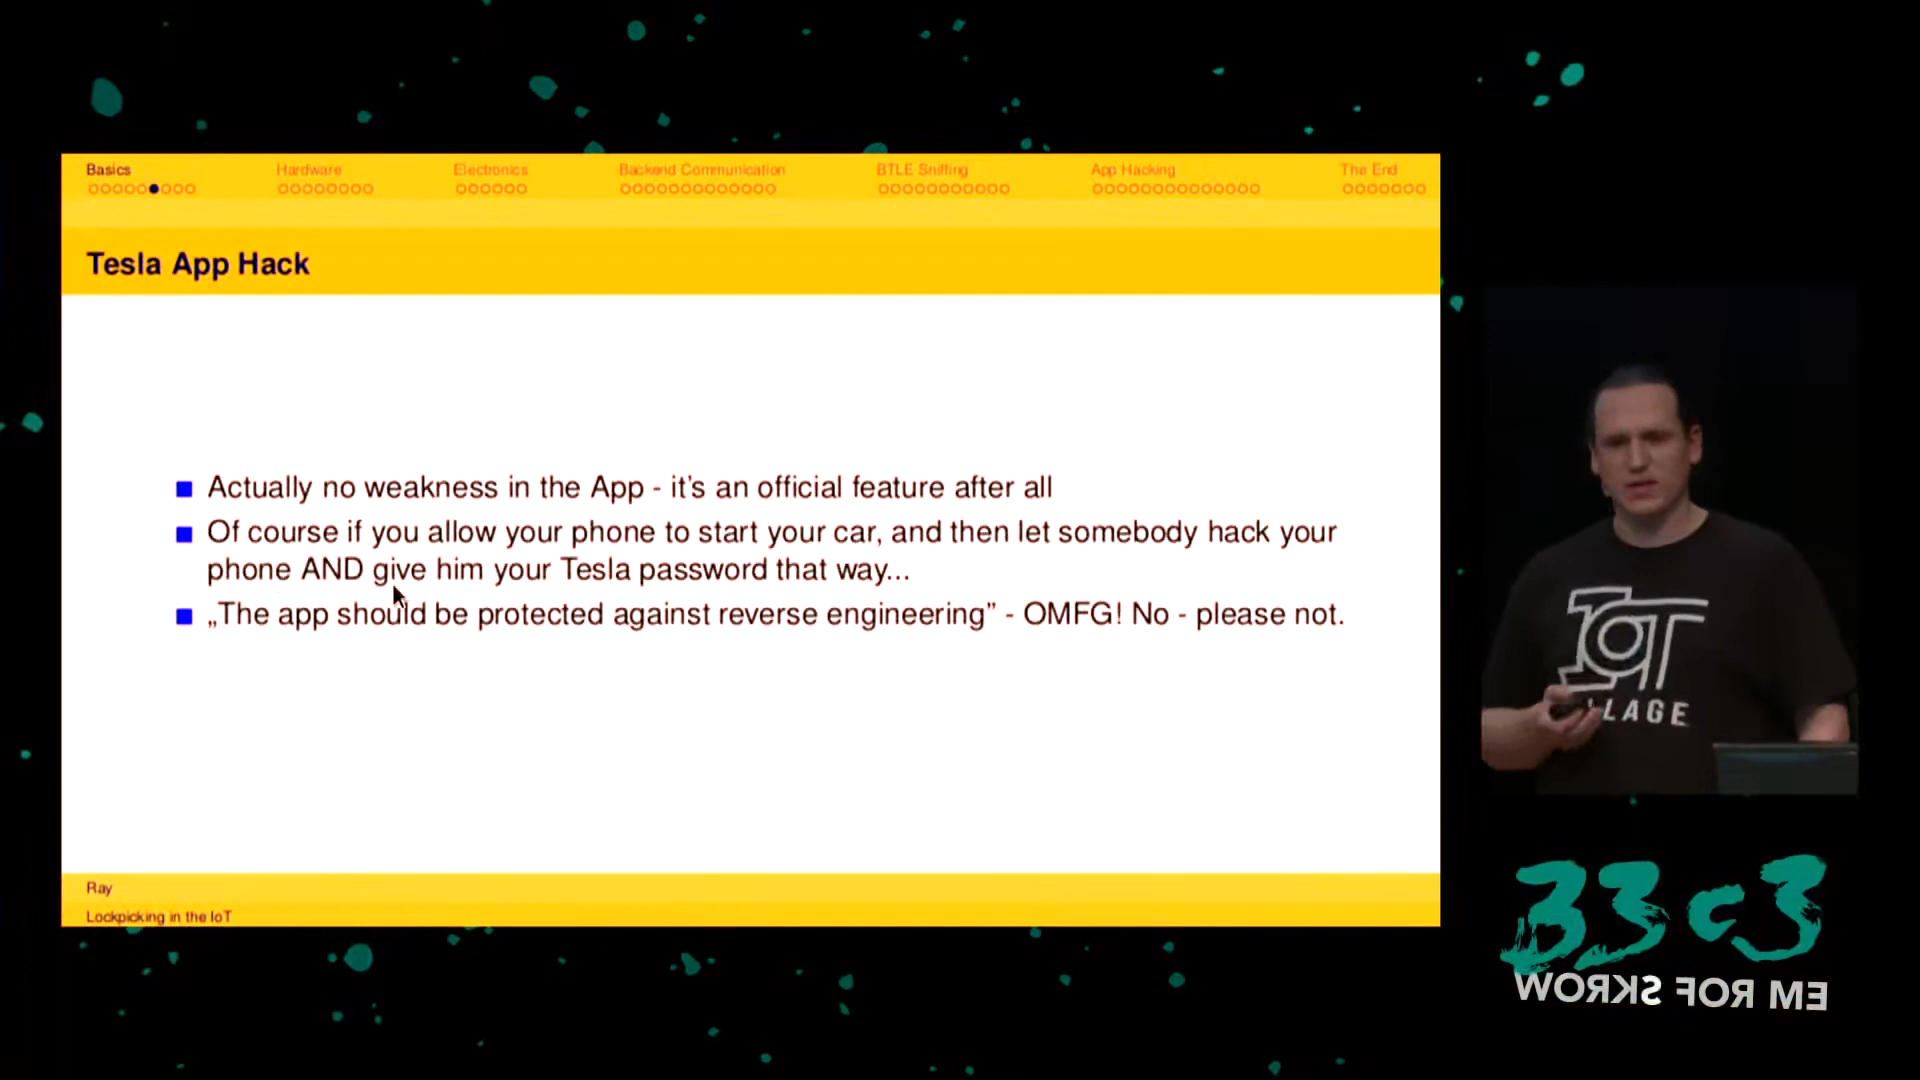 Basics Hardware Electronics Backend Communication BTLE Sniffing App Hacking The End
Tesla App Hack
Actually no weakness in the App - it's an official feature after all
Of course if you allow your phone to start your car, and then let somebody hack your
phone AND give him your Tesla password that way...
„The app should be protected against reverse engineering” - OMFG! No - please not.
Ray
Lockpicking in the IoT
IOT
VILLAGE
33c3
WORKS FOR ME